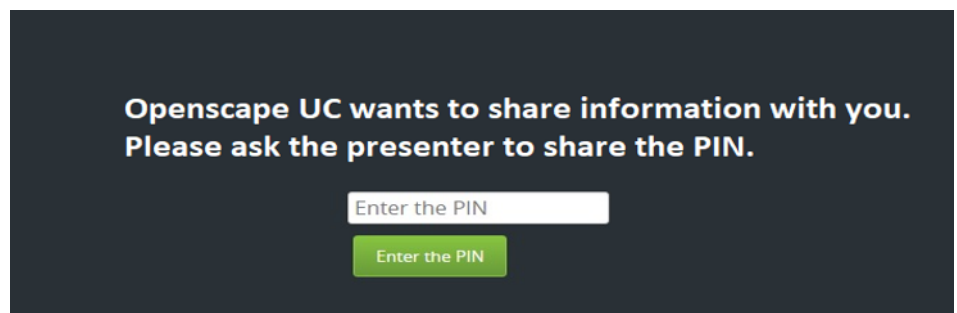 Openscape UC wants to share information with you.
Please ask the presenter to share the PIN.
Enter the PIN
Enter the PIN